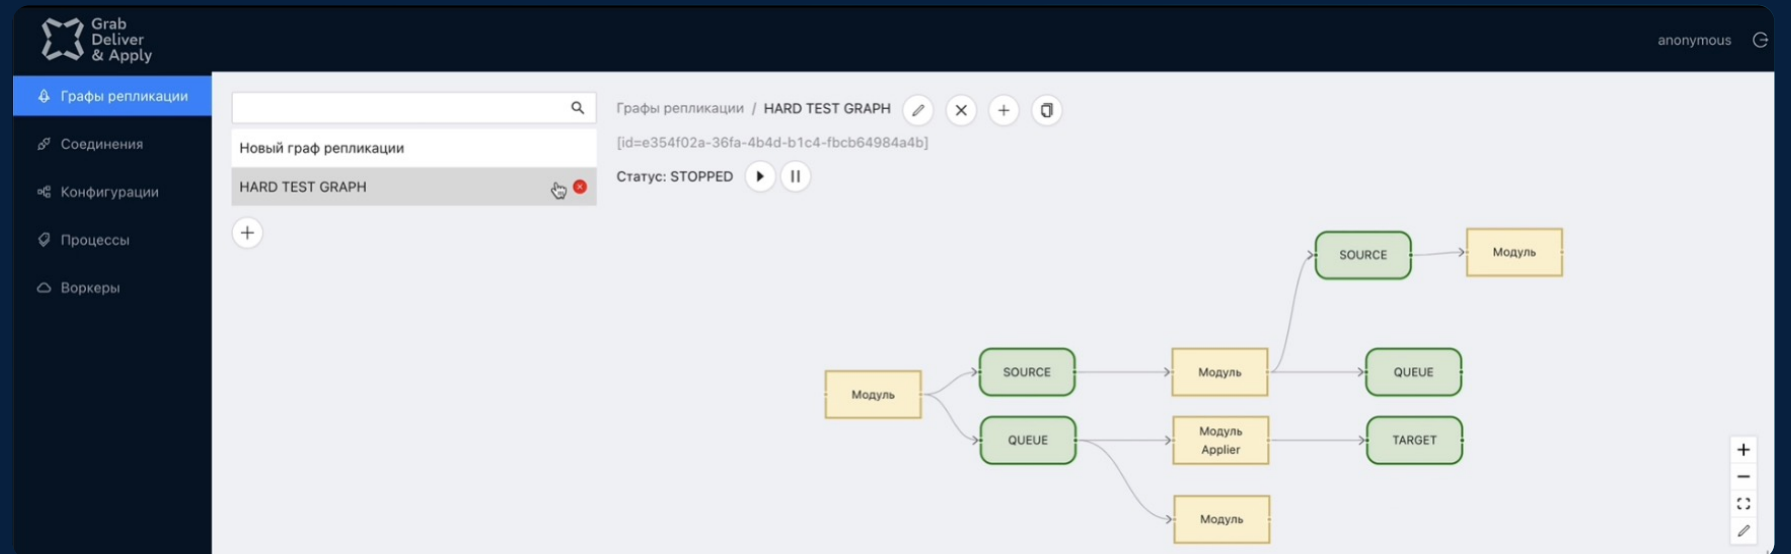 Grab
Deliver
& Apply
anonymous
Графы репликации
Соединения
Конфигурации
Процессы
Воркеры
Новый граф репликации
HARD TEST GRAPH
Графы репликации / HARD TEST GRAPH
[id=e354f02a-36fa-4b4d-b1c4-fbcb64984a4b]
Статус: STOPPED
SOURCE
Модуль
SOURCE
Модуль
QUEUE
Модуль
QUEUE
Модуль
Applier
TARGET
Модуль